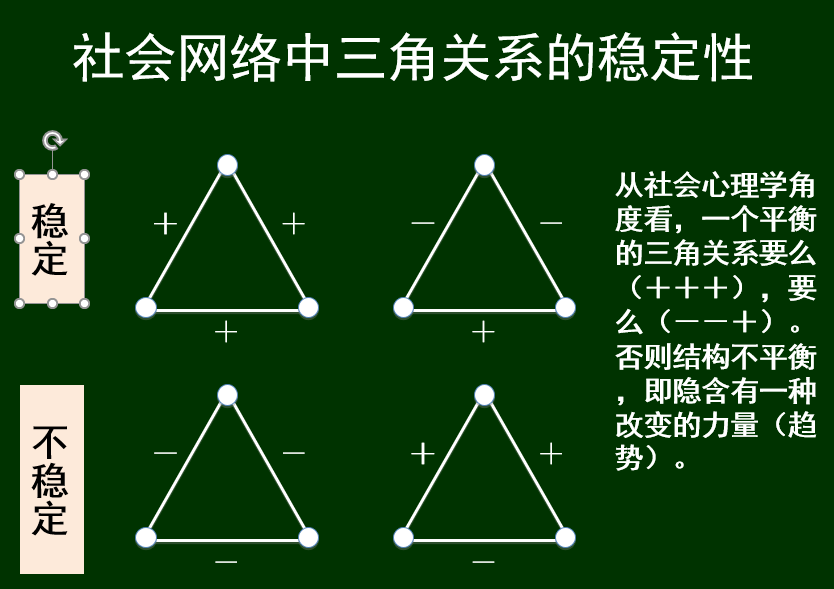 社会网络中三角关系的稳定性
稳
定
+
+
+
－
－
+
从社会心理学角
度看，一个平衡
的三角关系要么
（＋＋＋），要
么（－－＋）。
否则结构不平衡
，即隐含有一种
改变的力量（趋
势）。
不
稳
定
－
－
－
+
+
－